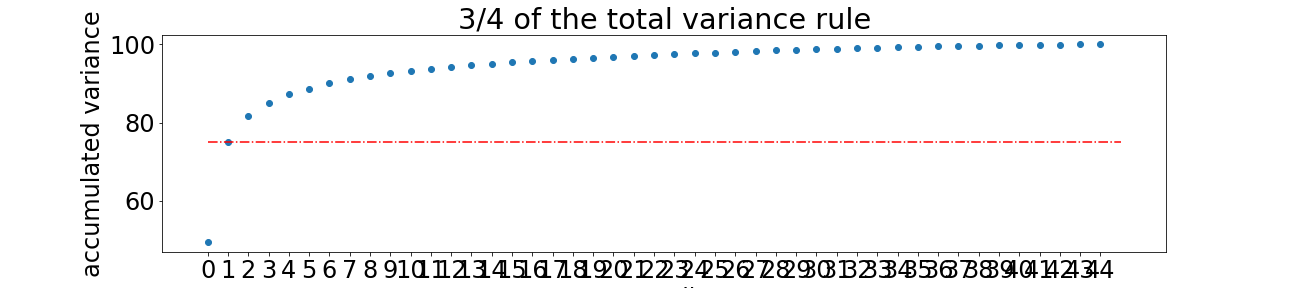 3/4 of the total variance rule
accumulated variance
100
80
60
0 1 2 3 4 5 6 7 8 9 10 11 12 13 14 15 16 17 18 19 20 21 22 23 24 25 26 27 28 29 30 31 32 33 34 35 36 37 38 39 40 41 42 43 44